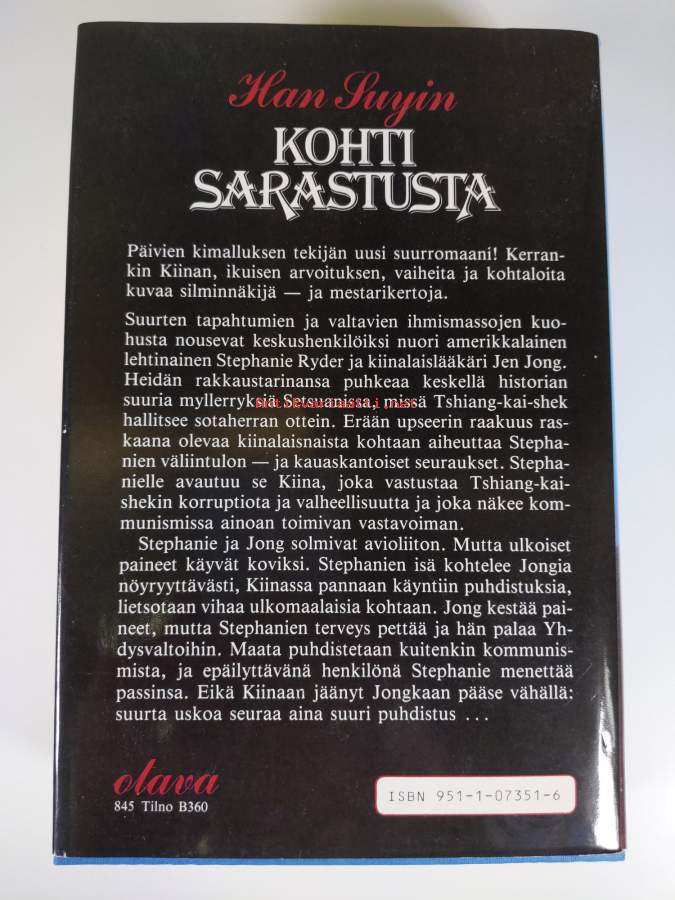 Han Suyin
KOHTI
SARASTUSTA
Päivien kimalluksen tekijän uusi suurromaani! Kerran-
kin Kiinan, ikuisen arvoituksen, vaiheita ja kohtaloita
kuvaa silminnäkijä — ja mestarikertoja.
Suurten tapahtumien ja valtavien ihmismassojen kuo-
husta nousevat keskushenkilöiksi nuori amerikkalainen
lehtinainen Stephanie Ryder ja kiinalaislääkäri Jen Jong.
Heidän rakkaustarinansa puhkeaa keskellä historian
suuria myllerryksiä Setsuanissa, missä Tshiang-kai-shek
hallitsee sotaherran ottein. Erään upseerin raakuus ras-
kaana olevaa kiinalaisnaista kohtaan aiheuttaa Stepha-
nien väliintulon — ja kauaskantoiset seuraukset. Stepha-
nielle avautuu se Kiina, joka vastustaa Tshiang-kai-
shekin korruptiota ja valheellisuutta ja joka näkee kom-
munismissa ainoan toimivan vastavoiman.
Stephanie ja Jong solmivat avioliiton. Mutta ulkoiset
paineet käyvät koviksi. Stephanien isä kohtelee Jongia
nöyryyttävästi, Kiinassa pannaan käyntiin puhdistuksia,
lietsotaan vihaa ulkomaalaisia kohtaan. Jong kestää pai-
neet, mutta Stephanien terveys pettää ja hän palaa Yh-
dysvaltoihin. Maata puhdistetaan kuitenkin kommunis-
mista, ja epäilyttävänä henkilönä Stephanie menettää
passinsa. Eikä Kiinaan jäänyt Jongkaan pääse vähällä:
suurta uskoa seuraa aina suuri puhdistus ...
otava
845 Tilno B360
ISBN 951-1-07351-6